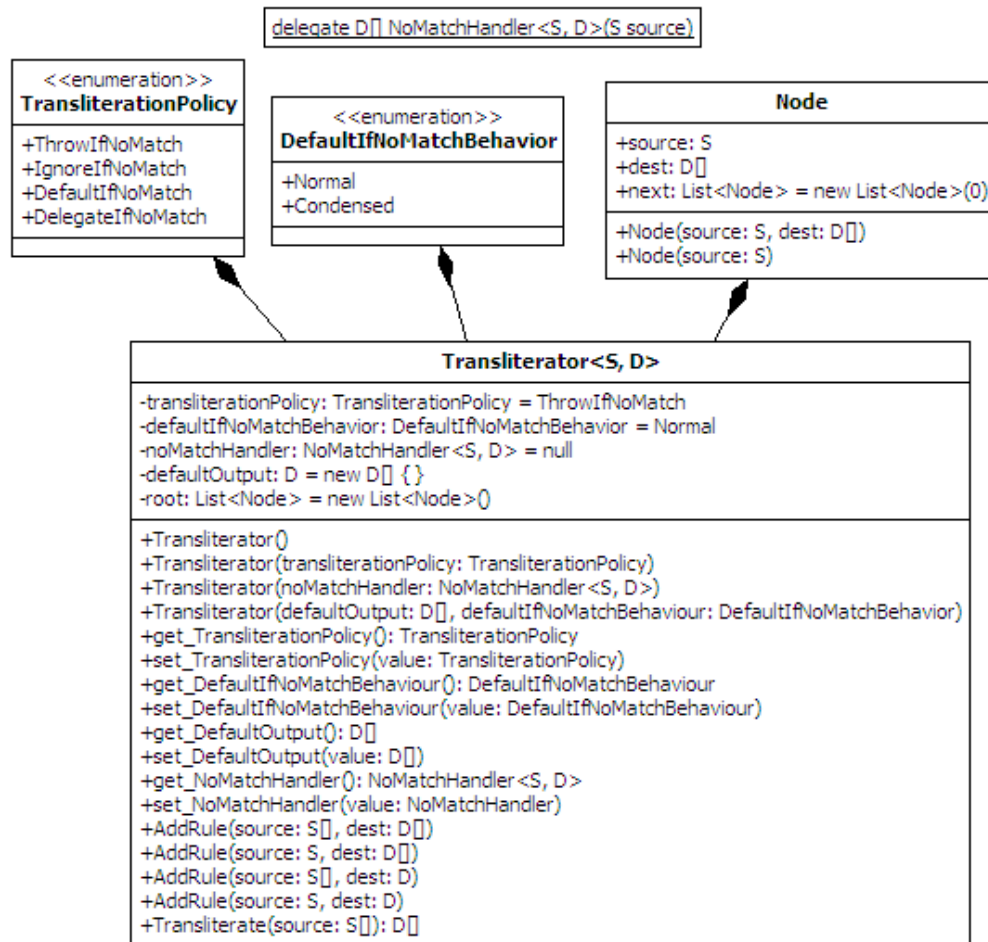 delegate D[] NoMatchHandler<S, D>(S source)
<<enumeration>>
TransliterationPolicy
+ThrowIfNoMatch
+IgnoreIfNoMatch
+DefaultIfNoMatch
+DelegateIfNoMatch
<<enumeration>>
DefaultIfNoMatchBehavior
+Normal
+Condensed
Node
+source: S
+dest: D[]
+next: List<Node> = new List<Node>(0)
+Node(source: S, dest: D[])
+Node(source: S)
Transliterator<S, D>
-transliterationPolicy: TransliterationPolicy = ThrowIfNoMatch
-defaultIfNoMatchBehavior: DefaultIfNoMatchBehavior = Normal
-noMatchHandler: NoMatchHandler<S, D> = null
-defaultOutput: D = new D[] { }
-root: List<Node> = new List<Node>()
+Transliterator()
+Transliterator(transliterationPolicy: TransliterationPolicy)
+Transliterator(noMatchHandler: NoMatchHandler<S, D>)
+Transliterator(defaultOutput: D[], defaultIfNoMatchBehaviour: DefaultIfNoMatchBehavior)
+get_TransliterationPolicy(): TransliterationPolicy
+set_TransliterationPolicy(value: TransliterationPolicy)
+get_DefaultIfNoMatchBehaviour(): DefaultIfNoMatchBehaviour
+set_DefaultIfNoMatchBehaviour(value: DefaultIfNoMatchBehaviour)
+get_DefaultOutput(): D[]
+set_DefaultOutput(value: D[])
+get_NoMatchHandler(): NoMatchHandler<S, D>
+set_NoMatchHandler(value: NoMatchHandler)
+AddRule(source: S[], dest: D[])
+AddRule(source: S, dest: D[])
+AddRule(source: S[], dest: D)
+AddRule(source: S, dest: D)
+Transliterate(source: S[]): D[]